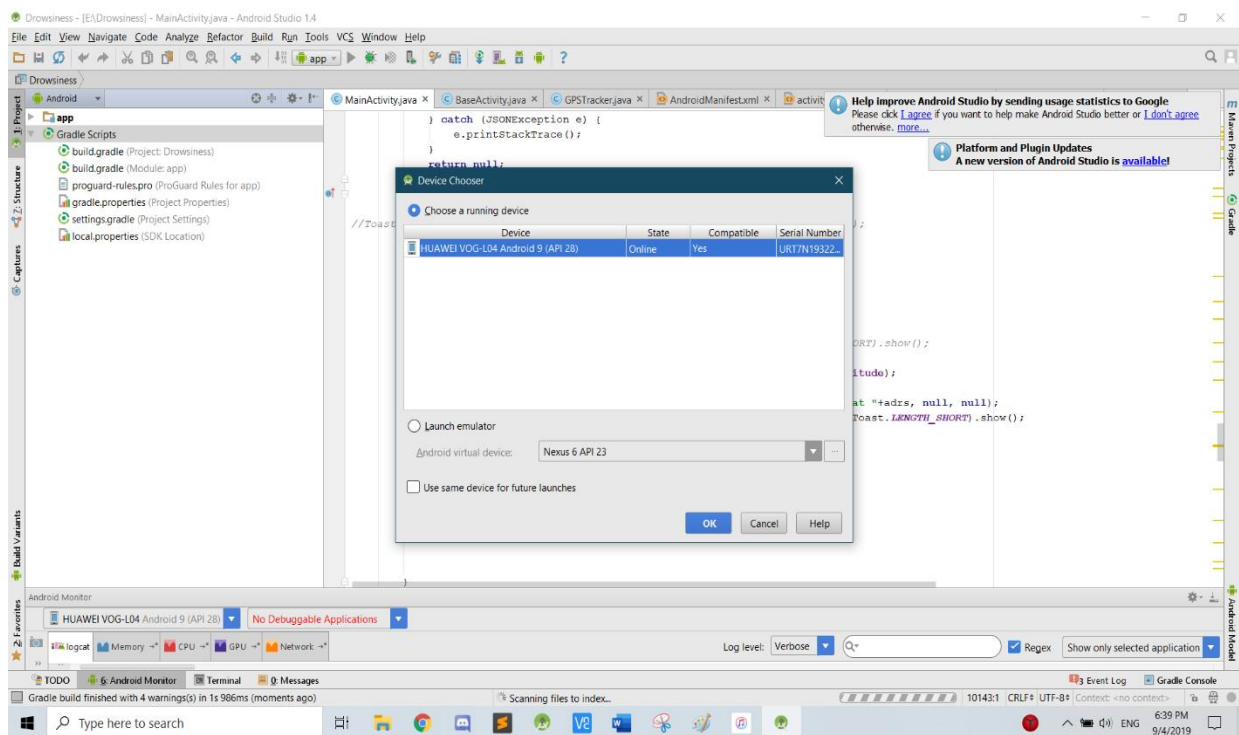 Drowsiness - [E:\Drowsiness] - MainActivity.java - Android Studio 1.4
File Edit View Navigate Code Analyze Refactor Build Run Tools VCS Window Help
app
Drowsiness
1: Project
Z: Structure
Captures
Build Variants
2: Favorites
Android
app
Gradle Scripts
build.gradle (Project: Drowsiness)
build.gradle (Module: app)
proguard-rules.pro (ProGuard Rules for app)
gradle.properties (Project Properties)
settings.gradle (Project Settings)
local.properties (SDK Location)
MainActivity.java × BaseActivity.java × GPSTracker.java × AndroidManifest.xml × activit
} catch (JSONException e) {
e.printStackTrace();
}
return null;
//Toast
);
ORT).show();
itude);
at "+adrs, null, null);
Toast.LENGTH_SHORT).show();
}
Help improve Android Studio by sending usage statistics to Google
Please click I agree if you want to help make Android Studio better or I don't agree
otherwise. more...
Platform and Plugin Updates
A new version of Android Studio is available!
m Maven Projects
Gradle
Android Model
Device Chooser
Choose a running device
Device State Compatible Serial Number
HUAWEI VOG-L04 Android 9 (API 28) Online Yes URT7N19322...
Launch emulator
Android virtual device: Nexus 6 API 23 ...
Use same device for future launches
OK Cancel Help
Android Monitor
HUAWEI VOG-L04 Android 9 (API 28) No Debuggable Applications
logcat Memory CPU GPU Network Log level: Verbose Regex Show only selected application
TODO 6: Android Monitor Terminal 0: Messages 3 Event Log Gradle Console
Gradle build finished with 4 warnings(s) in 1s 986ms (moments ago) Scanning files to index... 10143:1 CRLF UTF-8 Context: <no context>
Type here to search ENG 6:39 PM
9/4/2019